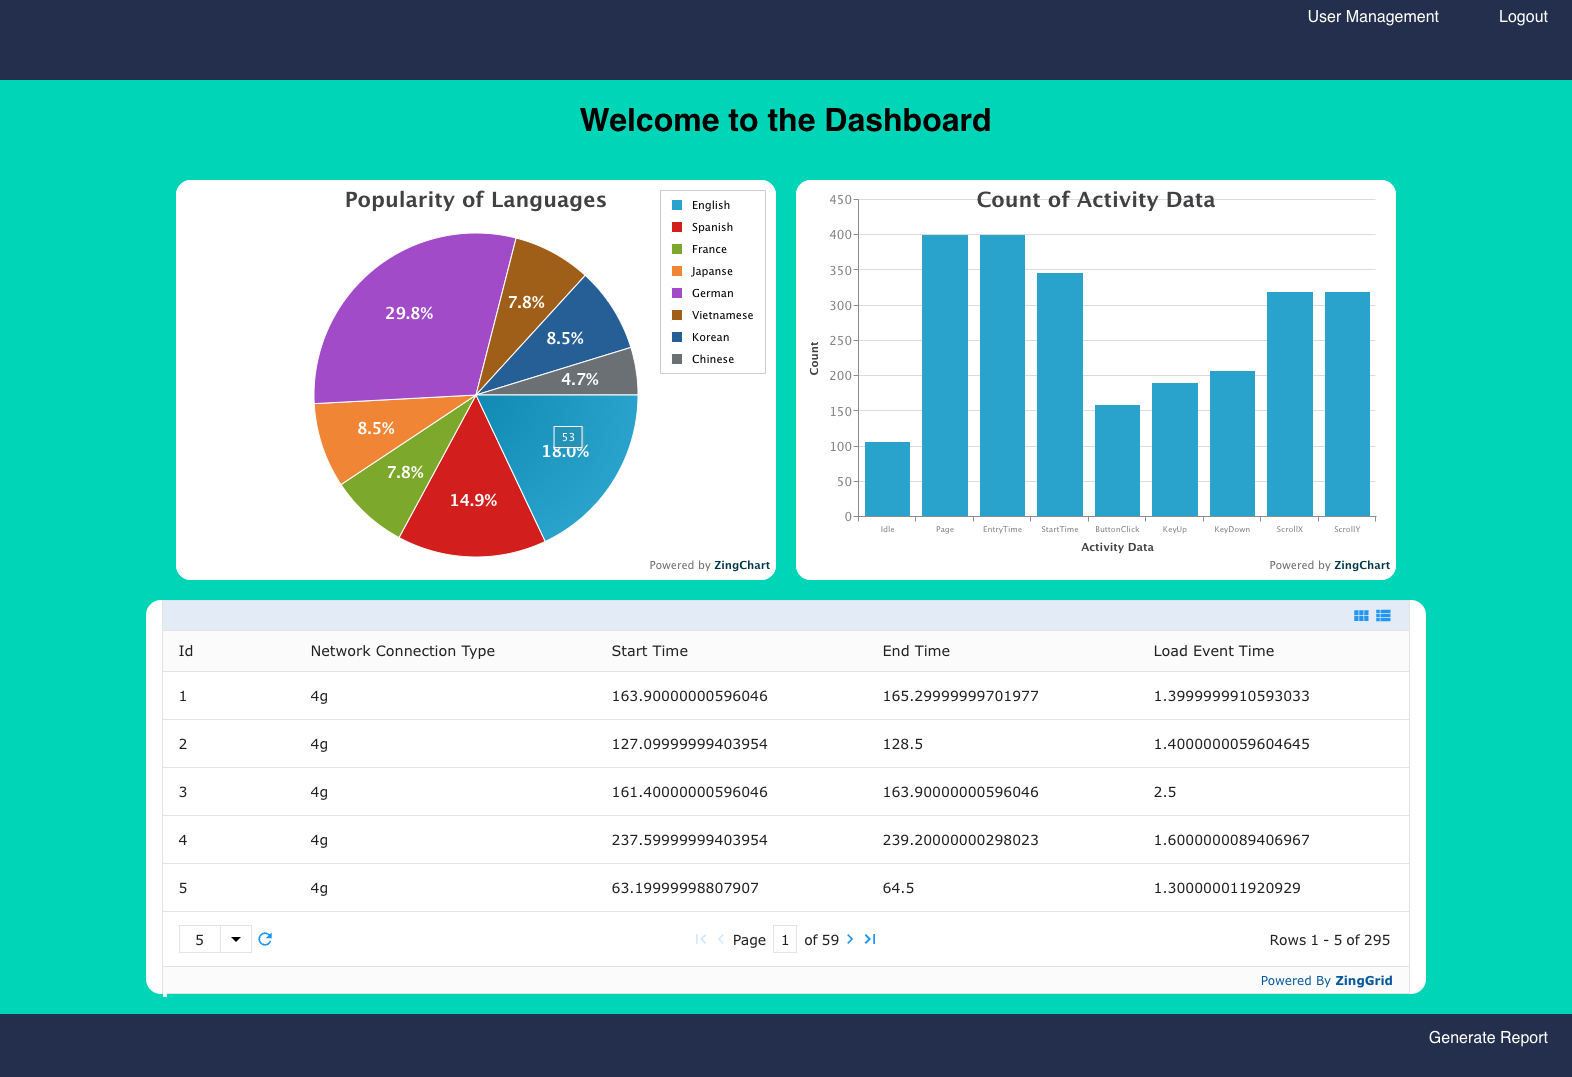 User Management Logout
Welcome to the Dashboard
Popularity of Languages
English
Spanish
France
Japanse
German
Vietnamese
Korean
Chinese
29.8%
7.8%
8.5%
4.7%
8.5%
53
18.0%
7.8%
14.9%
Powered by ZingChart
Count of Activity Data
450
400
350
300
250
200
150
100
50
0
Count
Idle Page EntryTime StartTime ButtonClick KeyUp KeyDown ScrollX ScrollY
Activity Data
Powered by ZingChart
Id Network Connection Type Start Time End Time Load Event Time
1 4g 163.90000000596046 165.29999999701977 1.3999999910593033
2 4g 127.09999999403954 128.5 1.4000000059604645
3 4g 161.40000000596046 163.90000000596046 2.5
4 4g 237.59999999403954 239.20000000298023 1.6000000089406967
5 4g 63.19999998807907 64.5 1.300000011920929
5 Page 1 of 59 Rows 1 - 5 of 295
Powered By ZingGrid
Generate Report